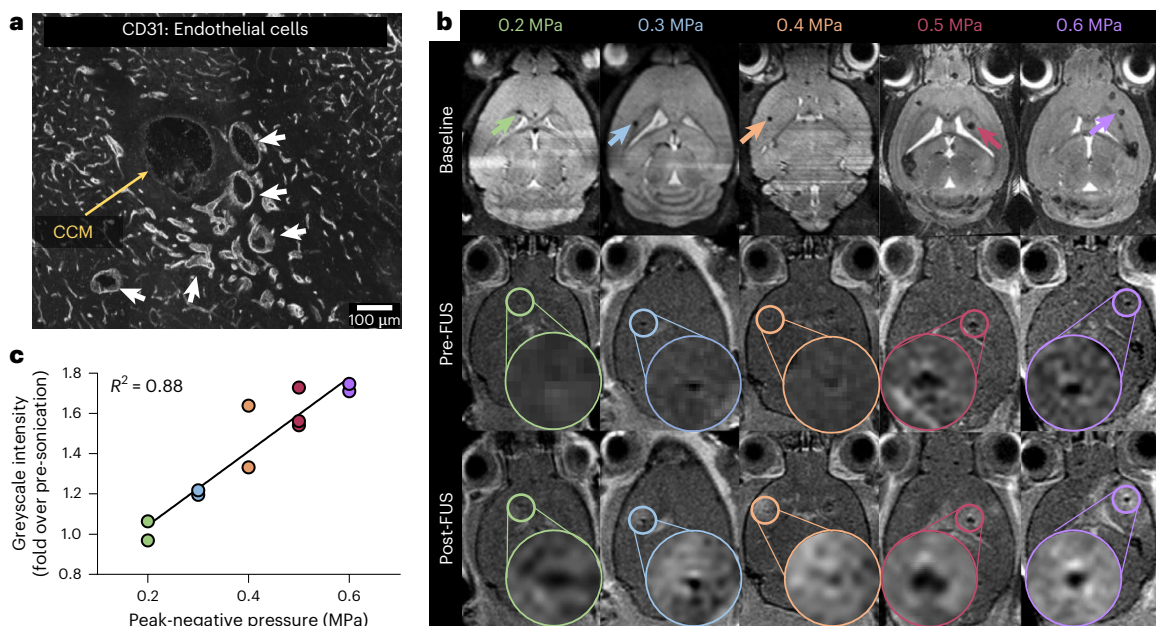 a
CD31: Endothelial cells
CCM
100 µm
b
0.2 MPa
0.3 MPa
0.4 MPa
0.5 MPa
0.6 MPa
Baseline
Pre-FUS
Post-FUS
c
R² = 0.88
Greyscale intensity
(fold over pre-sonication)
1.8
1.6
1.4
1.2
1.0
0.8
0.2
0.4
0.6
Peak-negative pressure (MPa)